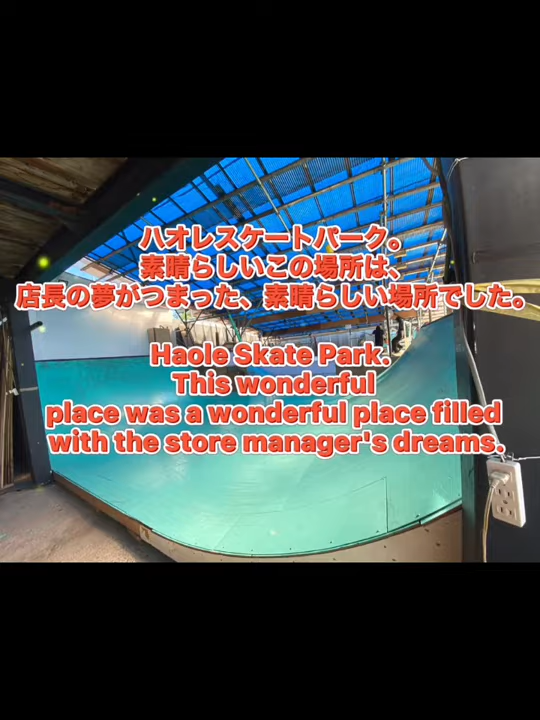 ハオレスケートパーク。
素晴らしいこの場所は、
店長の夢がつまった、素晴らしい場所でした。
Haole Skate Park.
This wonderful
place was a wonderful place filled
with the store manager's dreams.